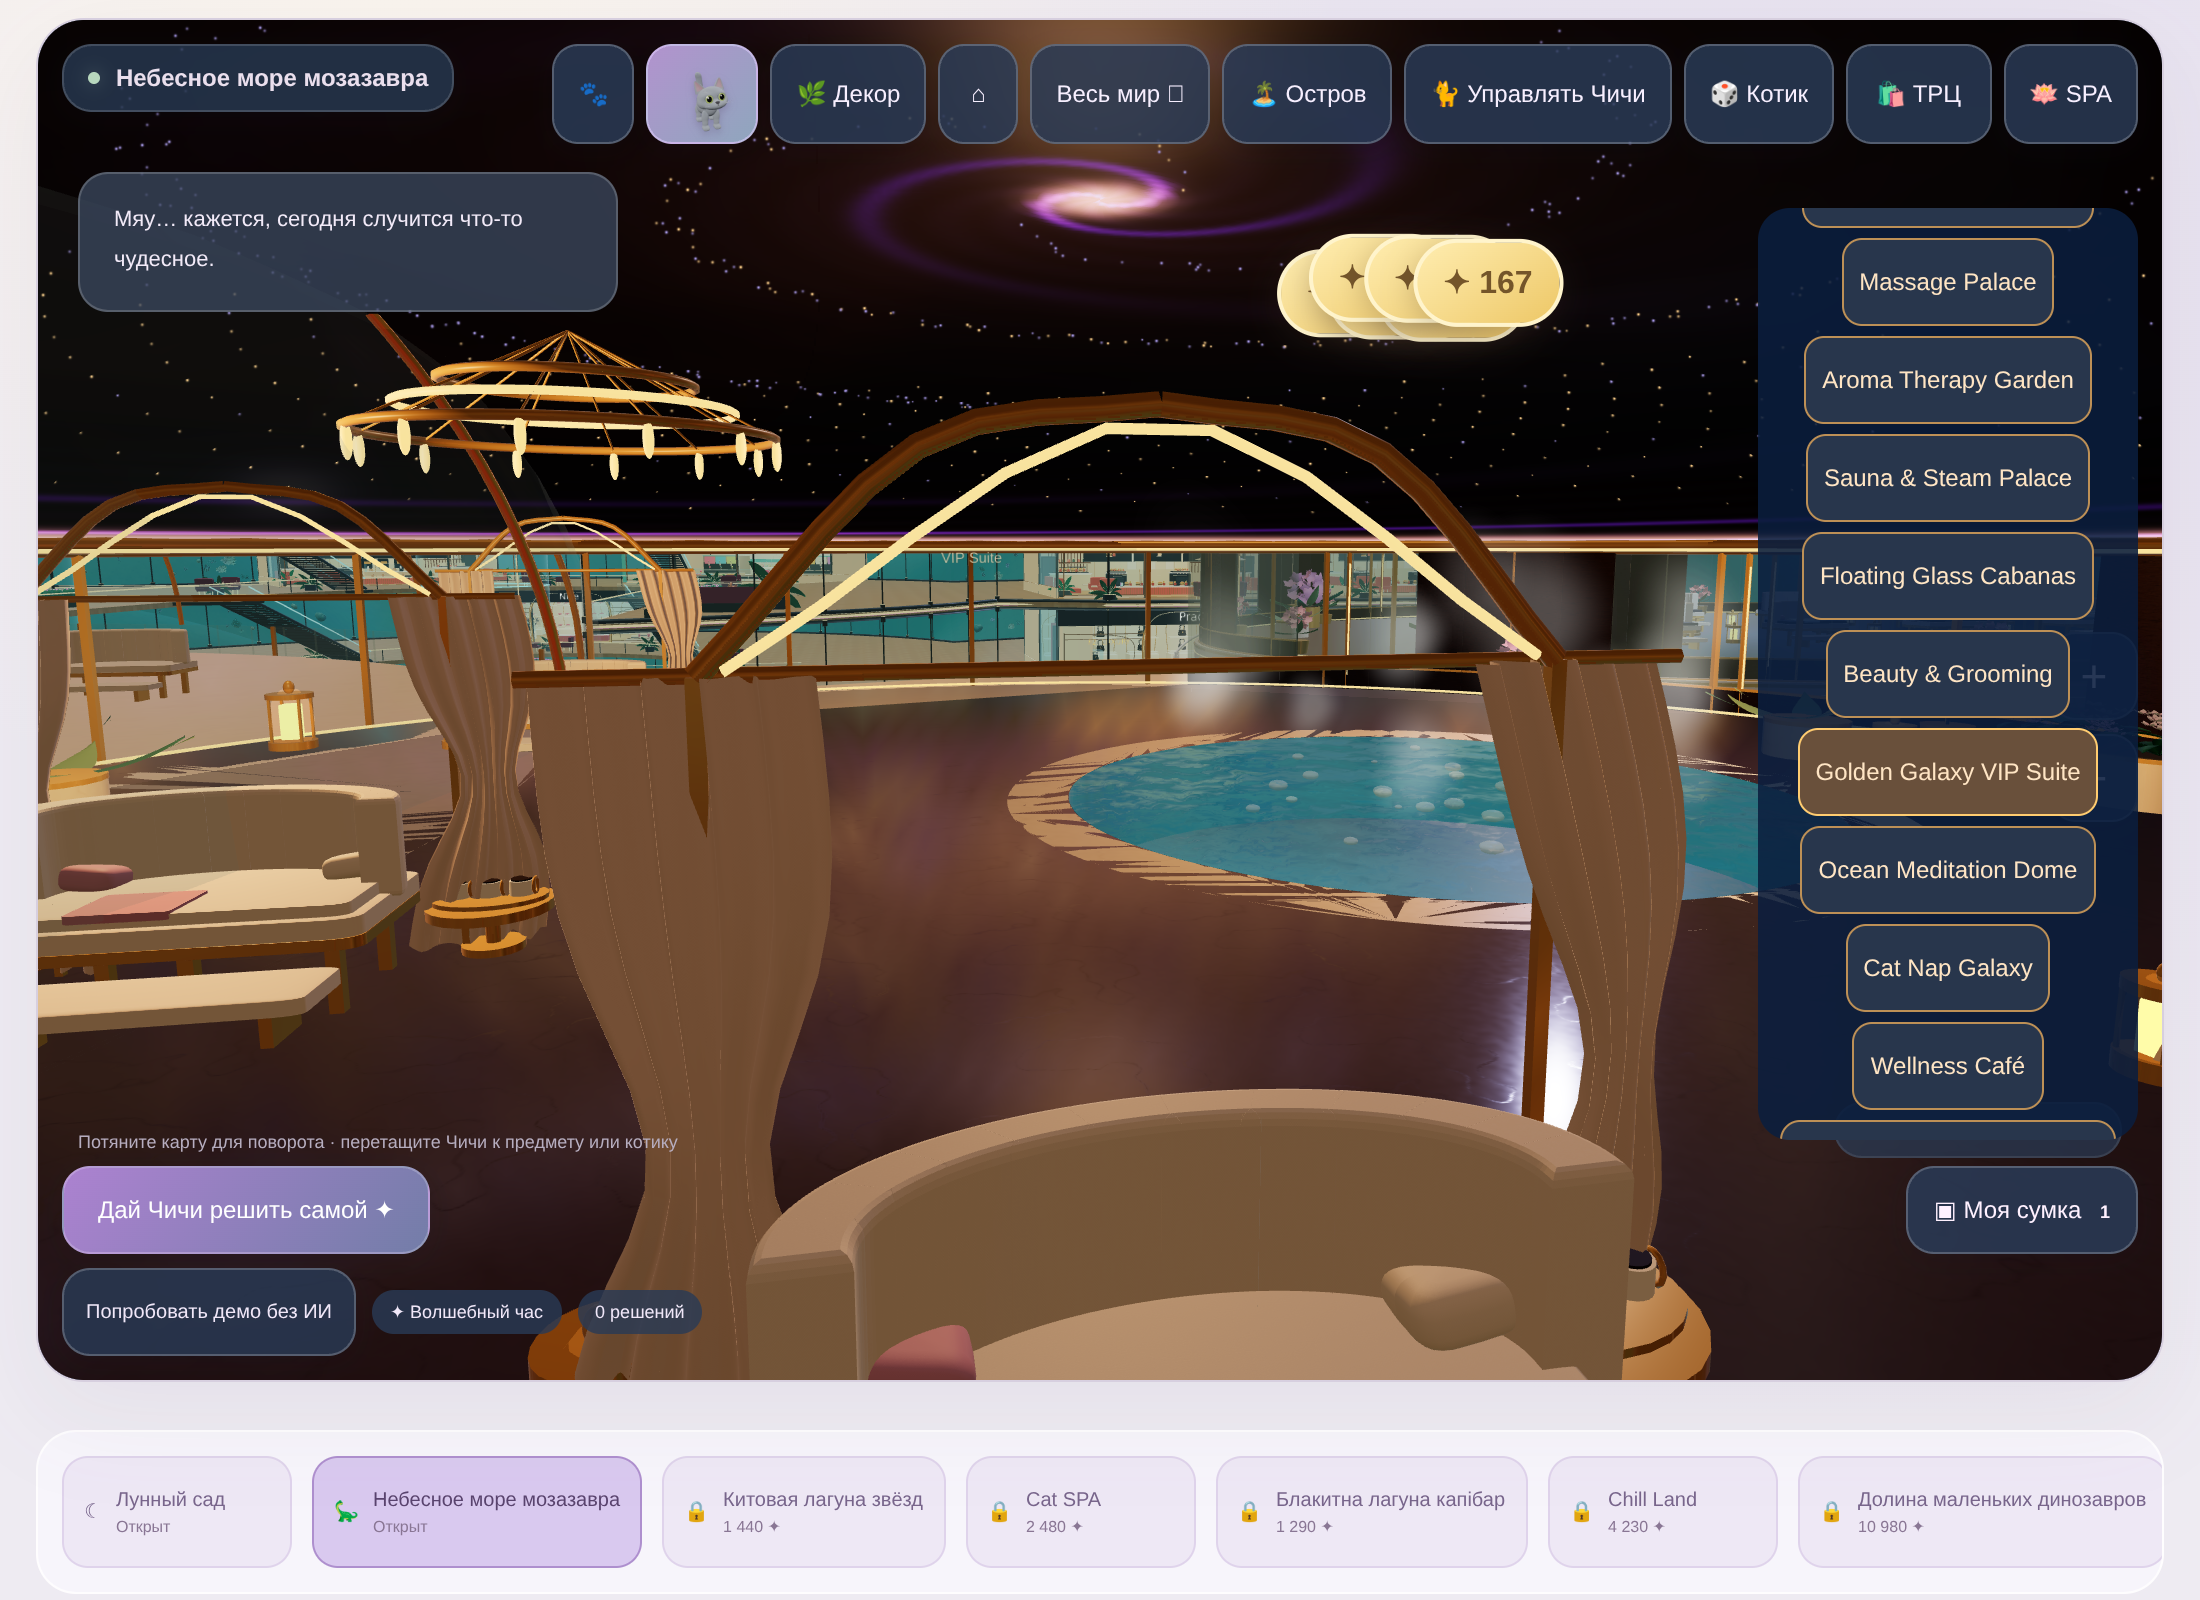 Небесное море мозазавра
Декор
Весь мир
Остров
Управлять Чичи
Котик
ТРЦ
SPA
Мяу… кажется, сегодня случится что-то
чудесное.
✦ 167
Massage Palace
Aroma Therapy Garden
Sauna & Steam Palace
Floating Glass Cabanas
Beauty & Grooming
Golden Galaxy VIP Suite
Ocean Meditation Dome
Cat Nap Galaxy
Wellness Café
VIP Suite
Потяните карту для поворота · перетащите Чичи к предмету или котику
Дай Чичи решить самой ✦
Моя сумка 1
Попробовать демо без ИИ
✦ Волшебный час
0 решений
Лунный сад
Открыт
Небесное море мозазавра
Открыт
Китовая лагуна звёзд
1 440 ✦
Cat SPA
2 480 ✦
Блакитна лагуна капібар
1 290 ✦
Chill Land
4 230 ✦
Долина маленьких динозавров
10 980 ✦